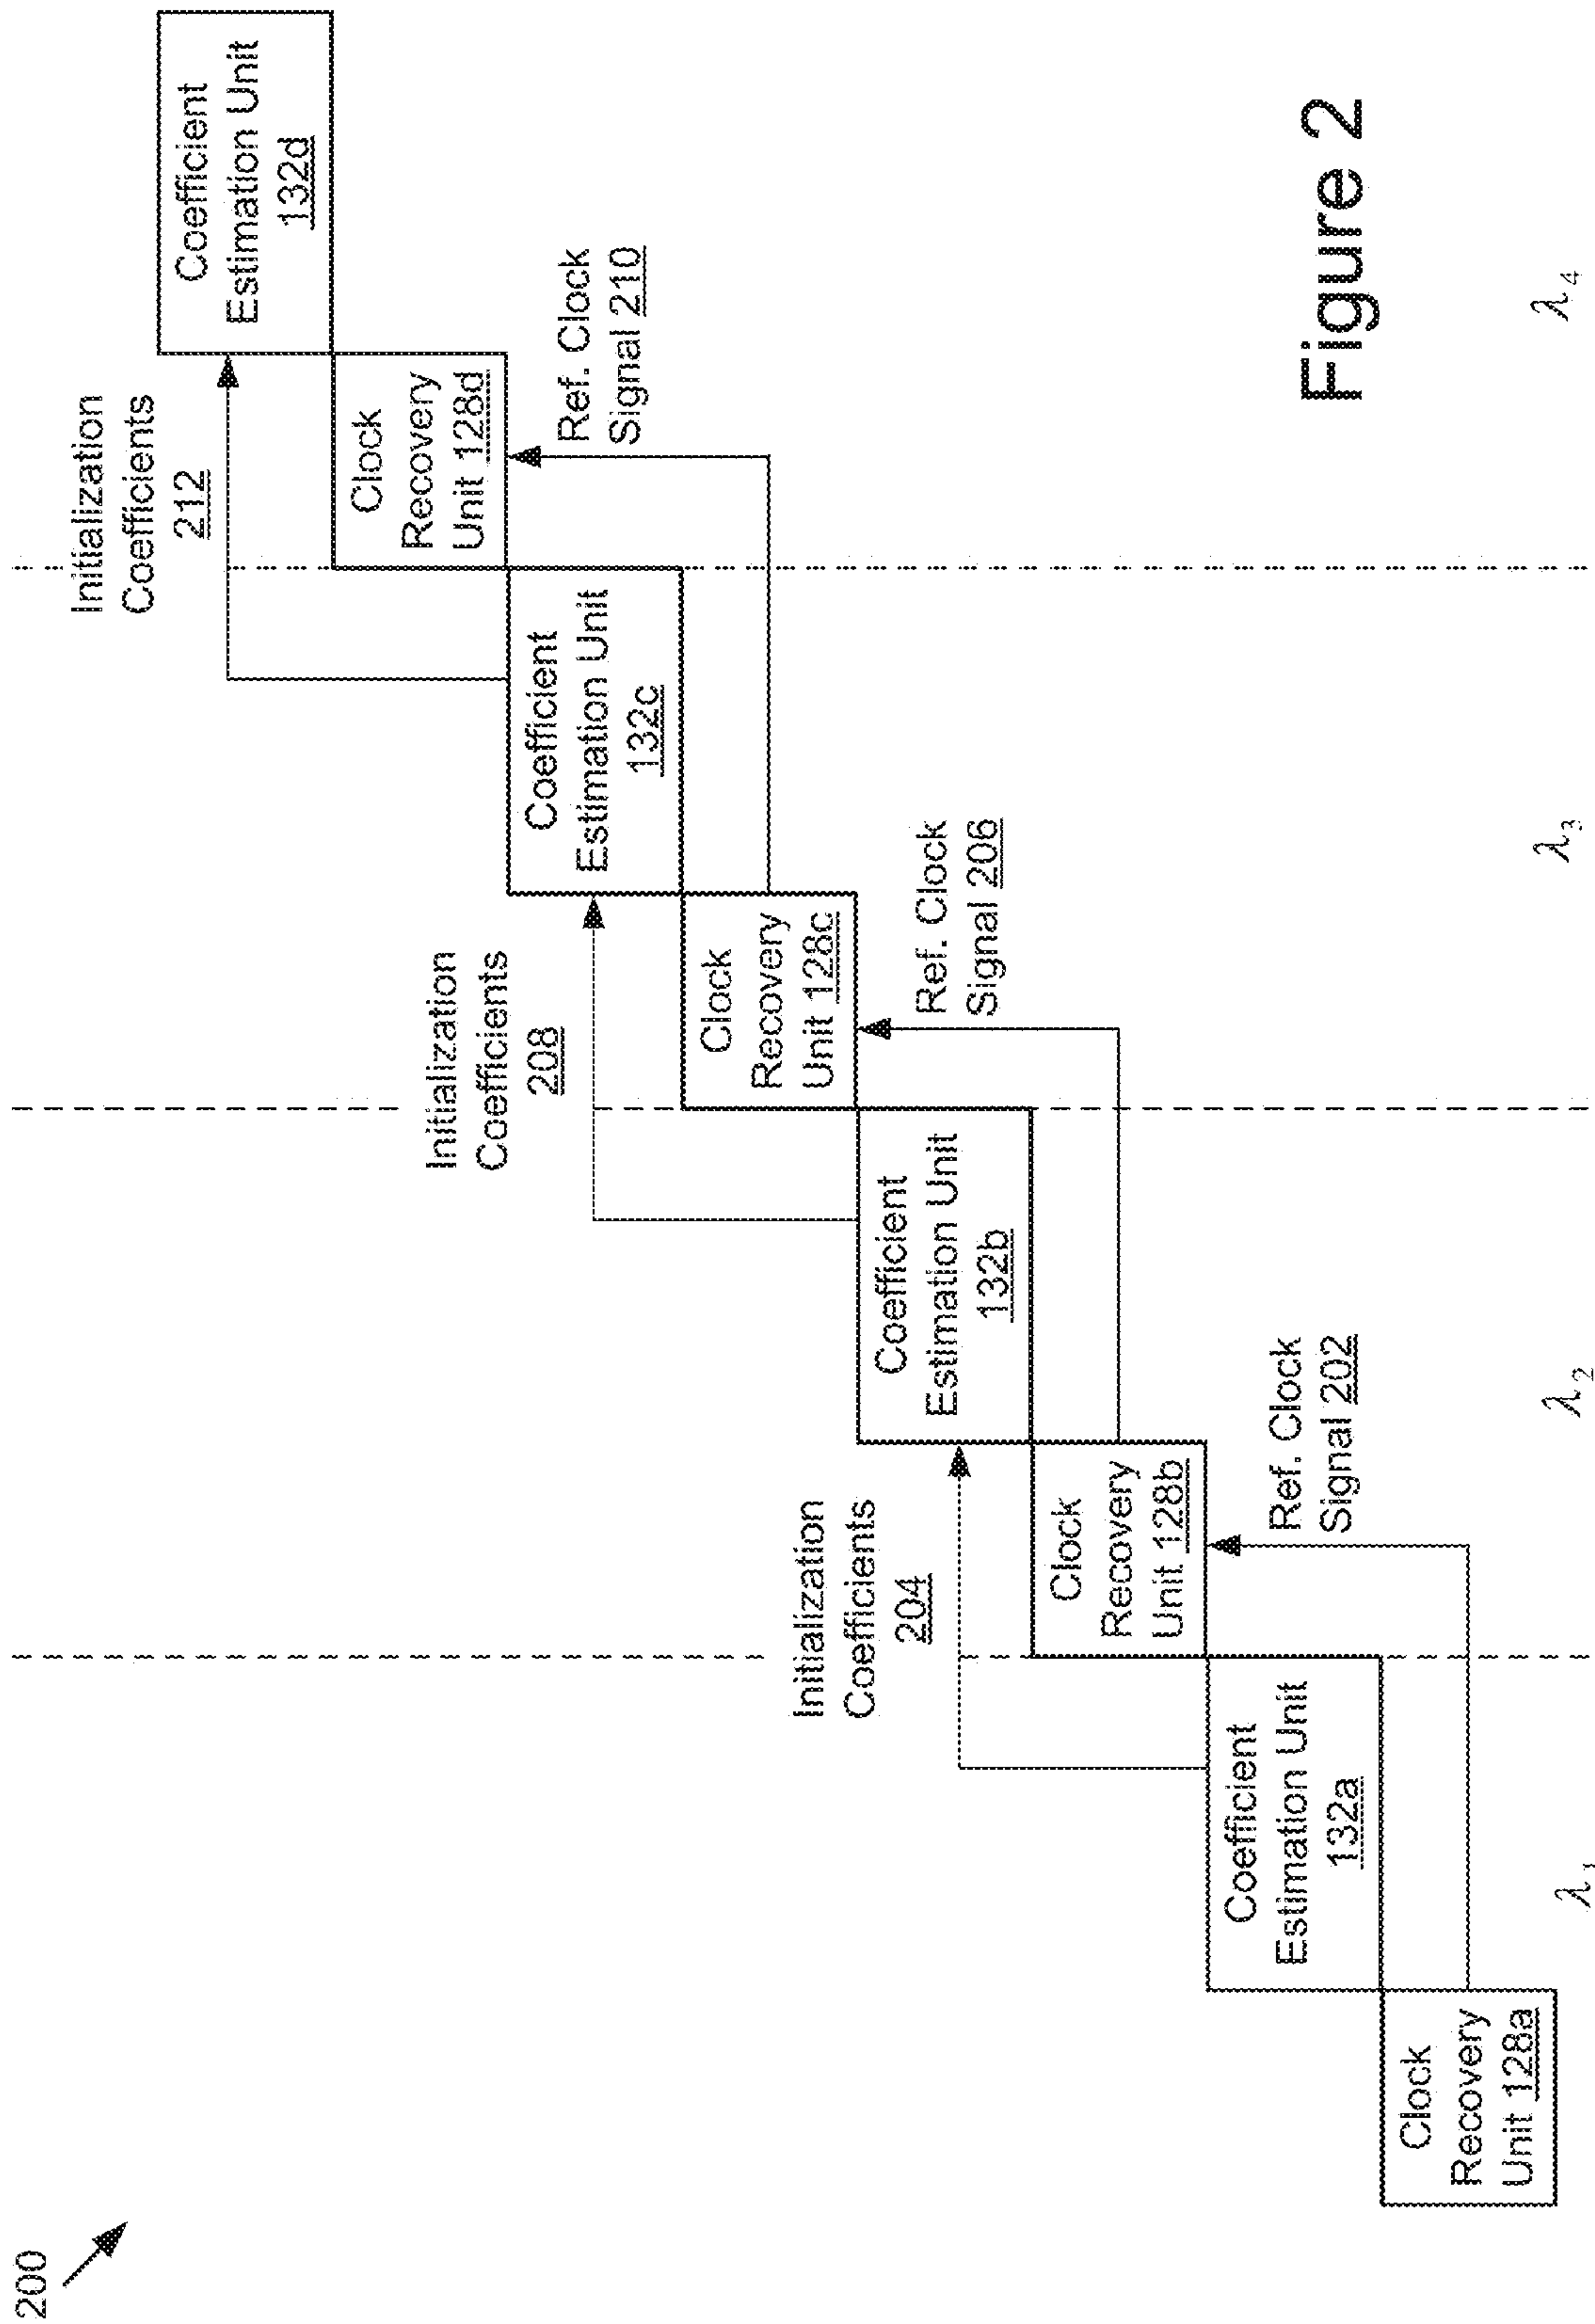 200
Initialization
Coefficients
212
Coefficient
Estimation Unit
132d
Clock
Recovery
Unit 128d
Ref. Clock
Signal 210
Initialization
Coefficients
208
Coefficient
Estimation Unit
132c
Clock
Recovery
Unit 128c
Ref. Clock
Signal 206
Initialization
Coefficients
204
Coefficient
Estimation Unit
132b
Clock
Recovery
Unit 128b
Ref. Clock
Signal 202
Coefficient
Estimation Unit
132a
Clock
Recovery
Unit 128a
λ1
λ2
λ3
λ4
Figure 2